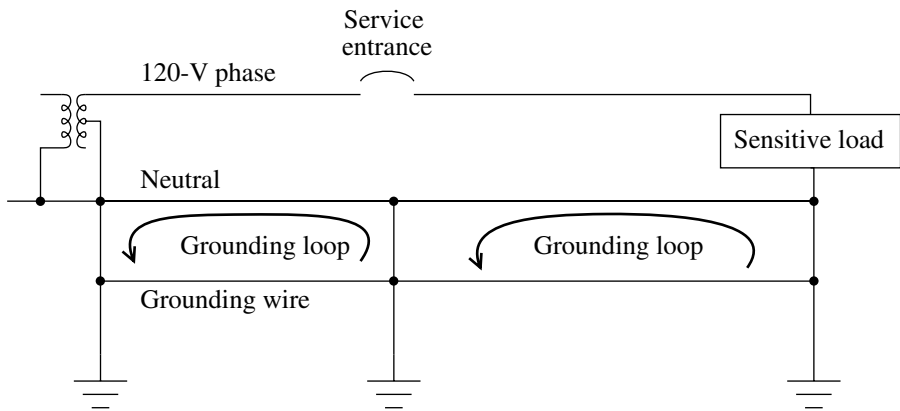 Service
entrance
120-V phase
Sensitive load
Neutral
Grounding loop
Grounding loop
Grounding wire